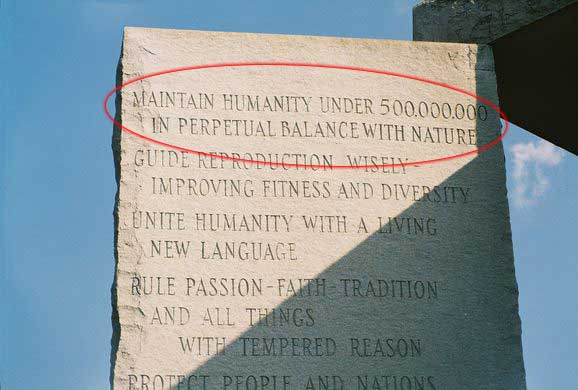 MAINTAIN HUMANITY UNDER 500.000.000
IN PERPETUAL BALANCE WITH NATURE
GUIDE REPRODUCTION WISELY-
IMPROVING FITNESS AND DIVERSITY
UNITE HUMANITY WITH A LIVING
NEW LANGUAGE
RULE PASSION-FAITH-TRADITION
AND ALL THINGS
WITH TEMPERED REASON
PROTECT PEOPLE AND NATIONS